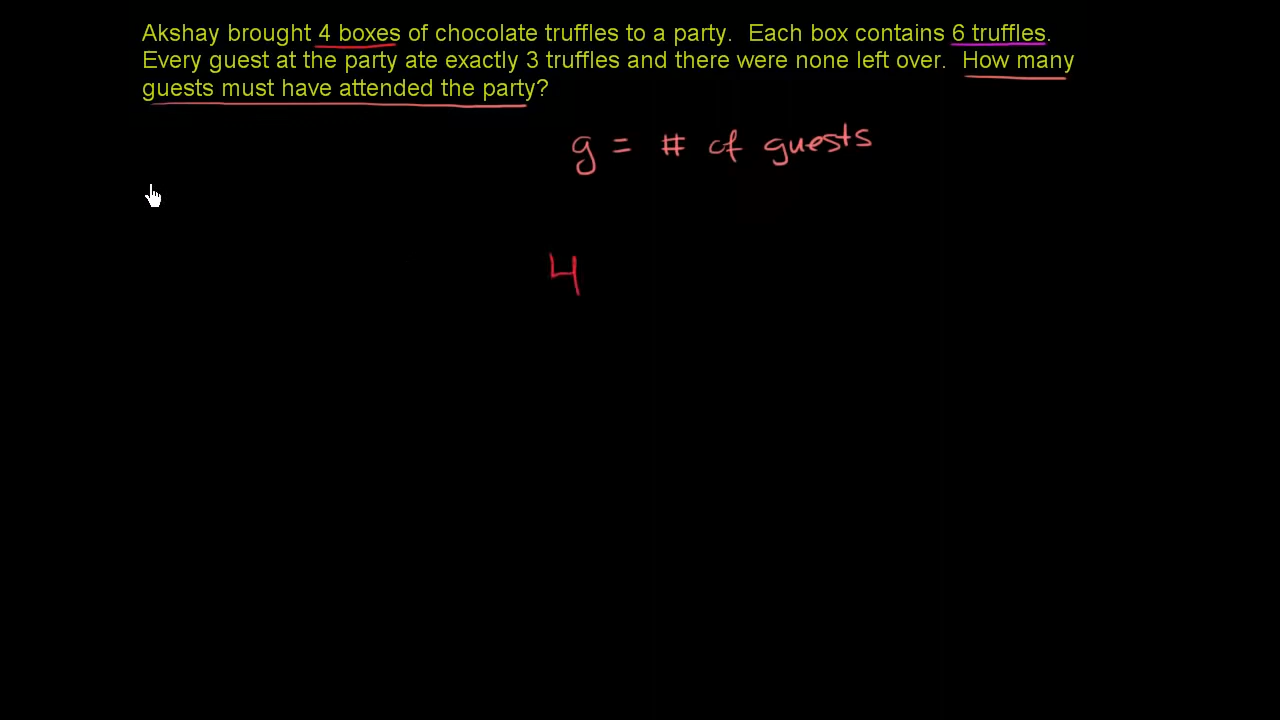 Akshay brought 4 boxes of chocolate truffles to a party. Each box contains 6 truffles.
Every guest at the party ate exactly 3 truffles and there were none left over. How many
guests must have attended the party?
g = # of guests
4